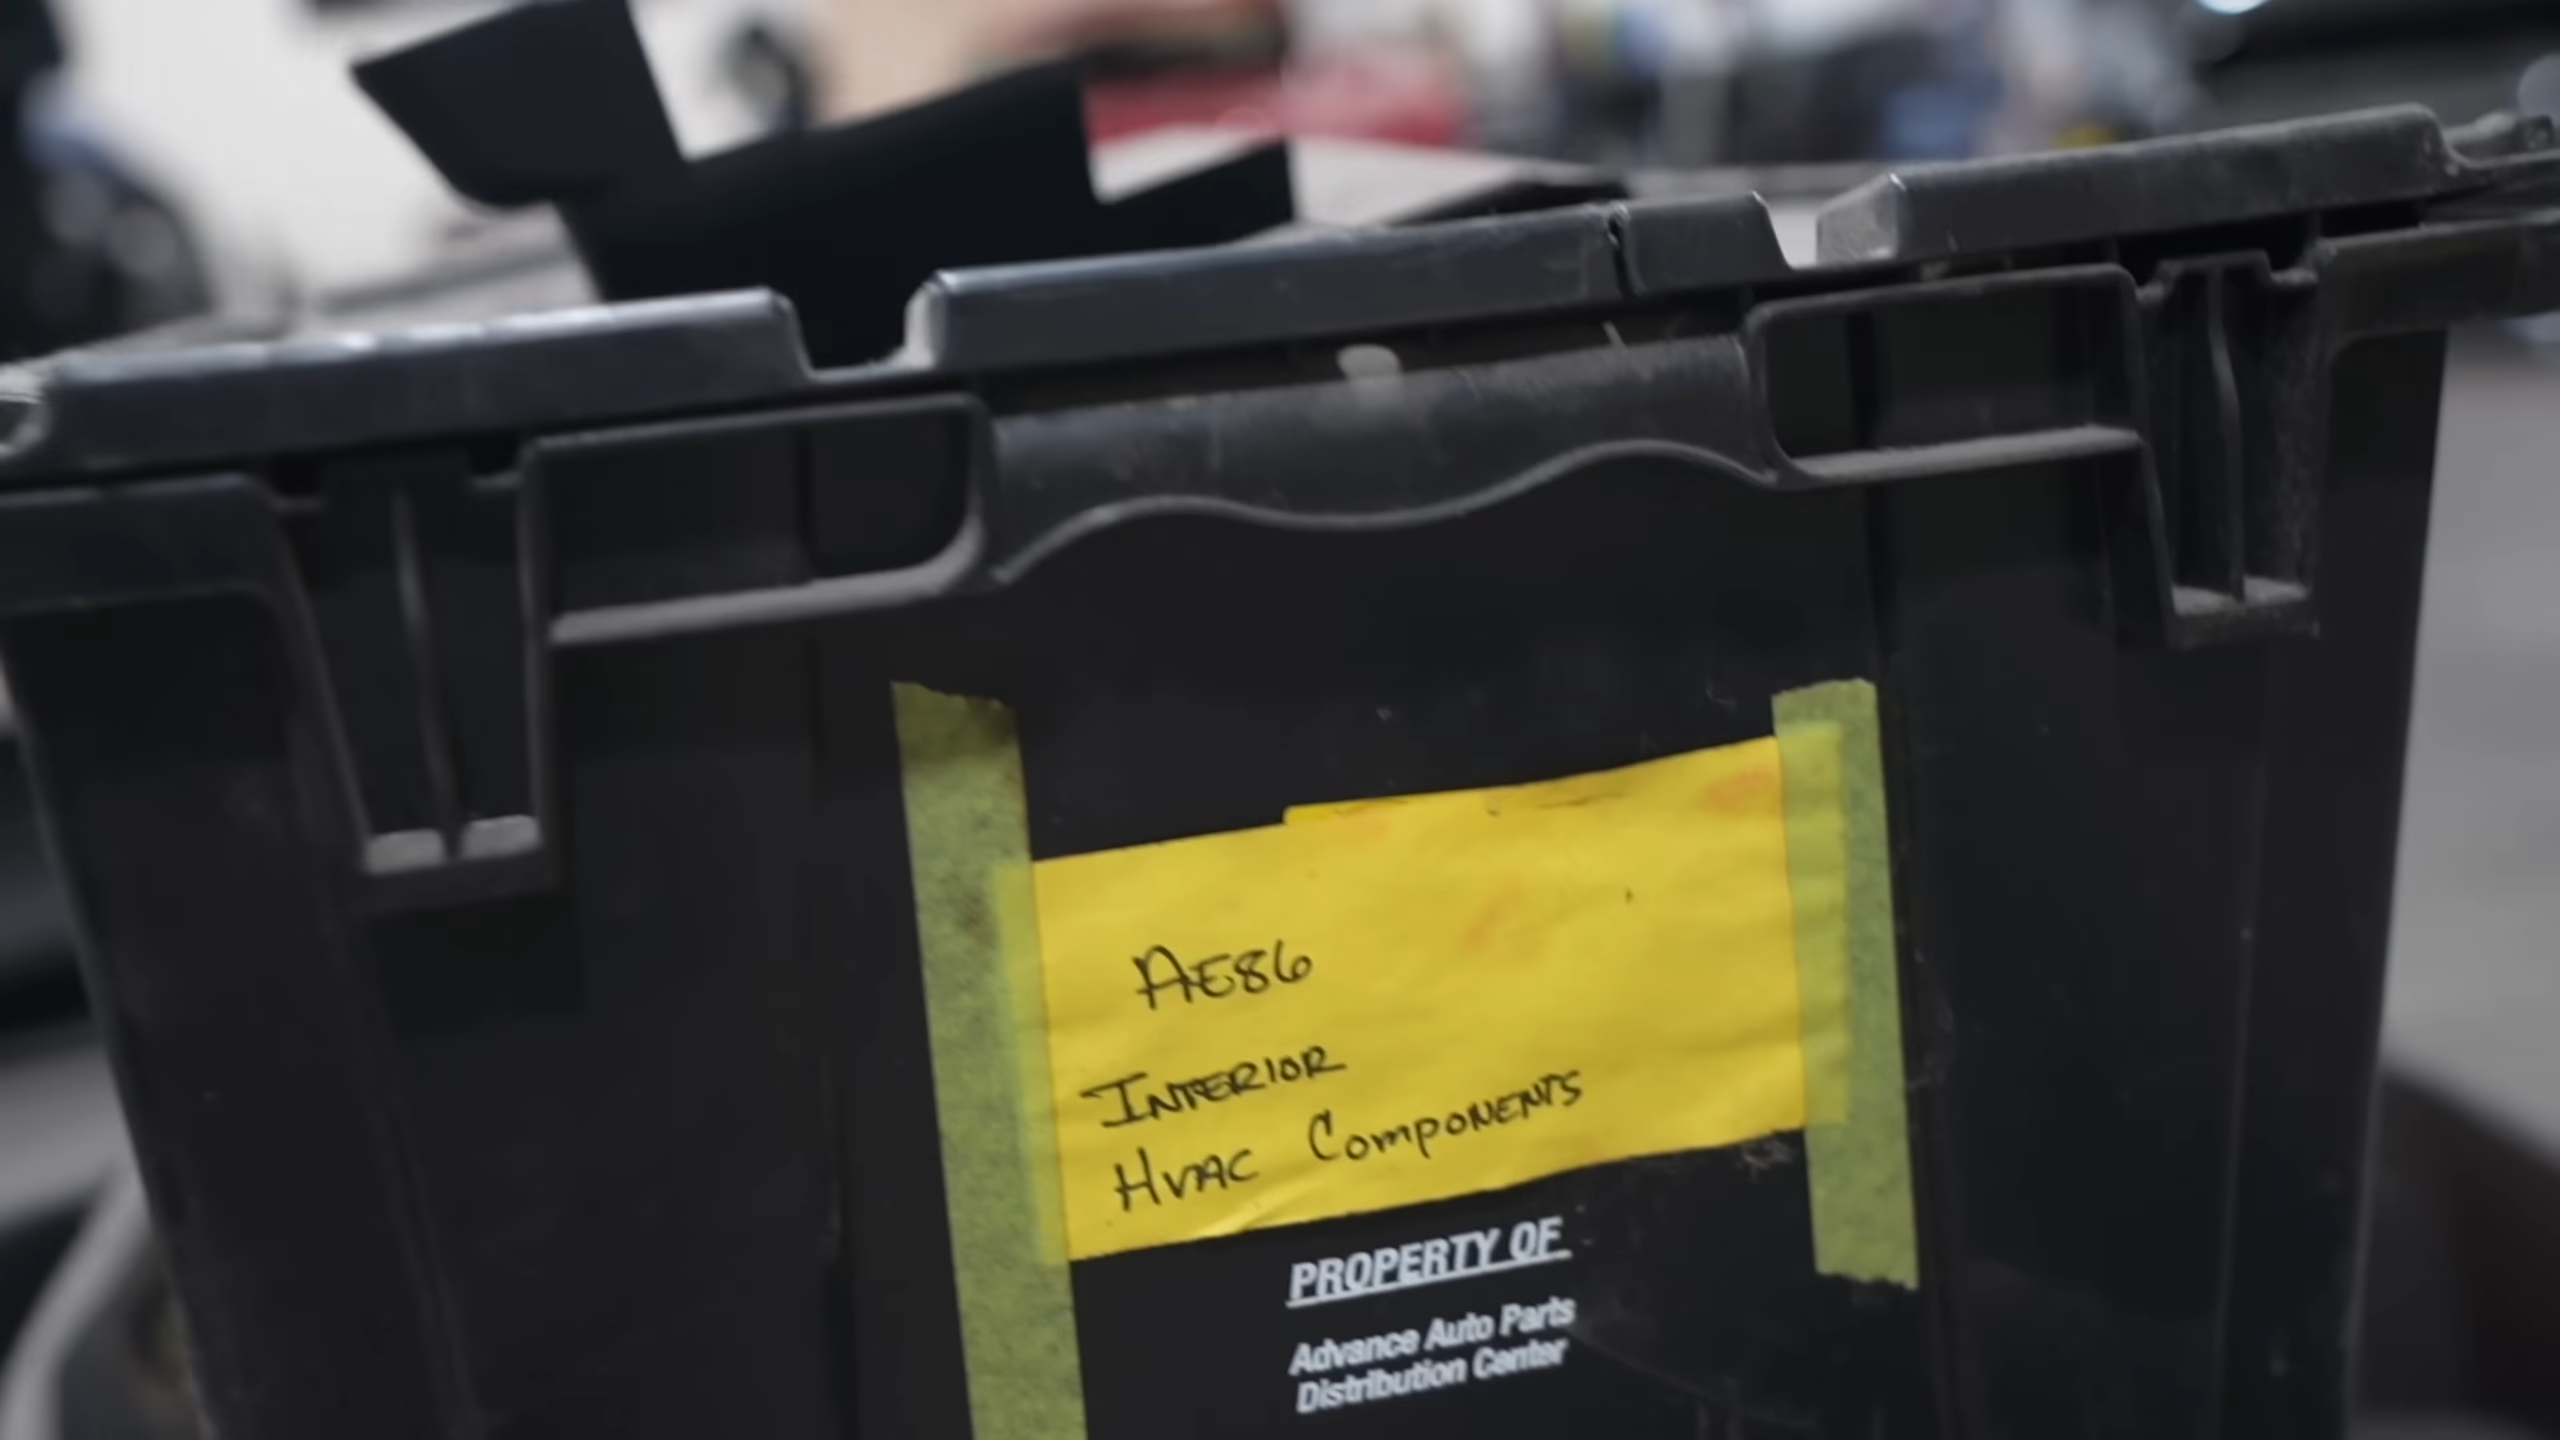 AE86
INTERIOR
HVAC COMPONENTS
PROPERTY OF
Advance Auto Parts
Distribution Center